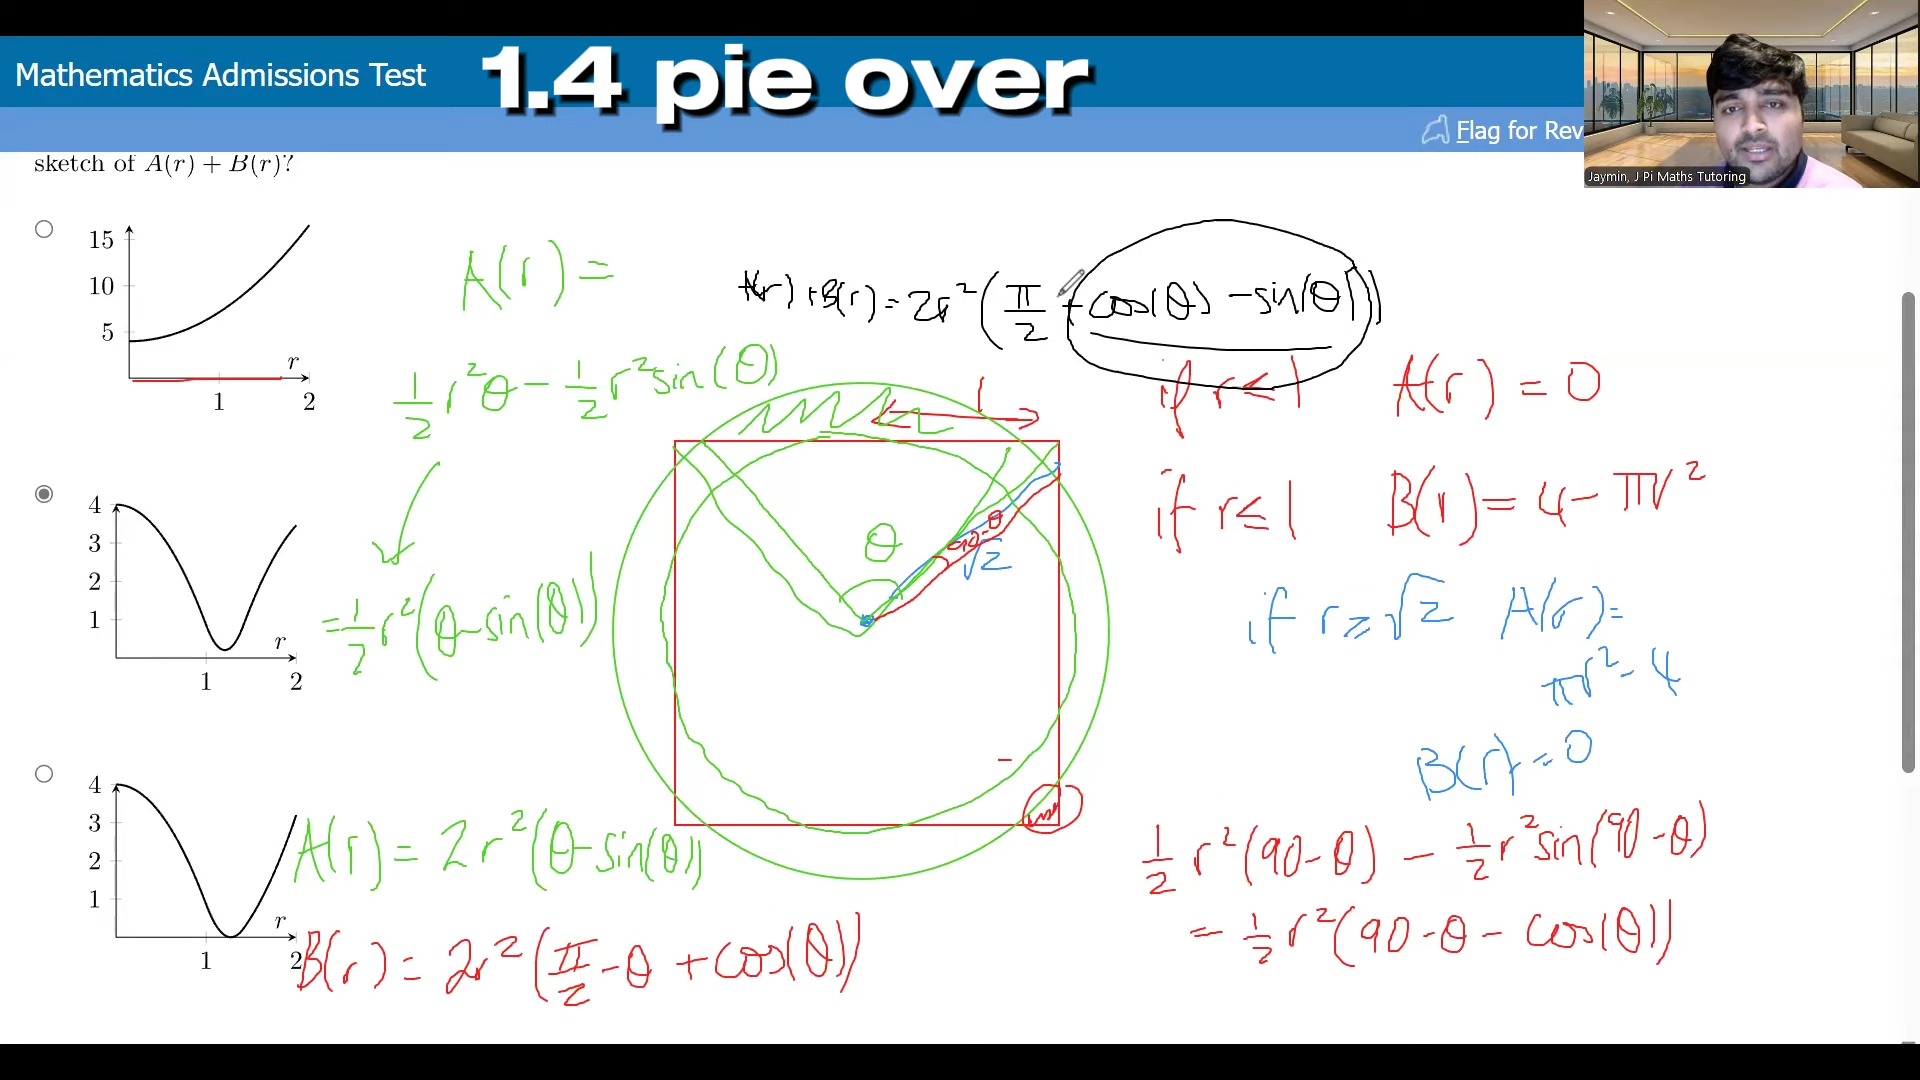 1.4 pie over
Mathematics Admissions Test
Flag for Rev
Jaymin, J Pi Maths Tutoring
sketch of A(r) + B(r)?
15
10
5
r
1 2
A(r) =
A(r) + B(r) = 2r²(π/2 + cos(θ) - sin(θ))
1/2 r²θ - 1/2 r² sin(θ)
1
if r ≤ 1 A(r) = 0
if r ≤ 1 B(r) = 4 - πr²
4
3
2
1
r
1 2
= 1/2 r²(θ - sin(θ))
θ
90-θ
√2
if r ≥ √2 A(r) =
πr² - 4
B(r) = 0
4
3
2
1
r
1 2
A(r) = 2r²(θ - sin(θ))
B(r) = 2r²(π/2 - θ + cos(θ))
1/2 r²(90 - θ) - 1/2 r² sin(90 - θ)
= 1/2 r²(90 - θ - cos(θ))